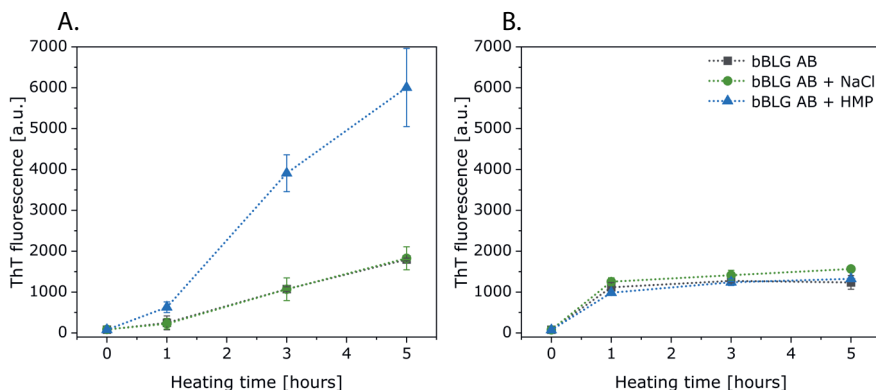 A.
7000
6000
5000
4000
3000
2000
1000
0
ThT fluorescence [a.u.]
0 1 2 3 4 5
Heating time [hours]
B.
7000
6000
5000
4000
3000
2000
1000
0
ThT fluorescence [a.u.]
0 1 2 3 4 5
Heating time [hours]
bBLG AB
bBLG AB + NaCl
bBLG AB + HMP